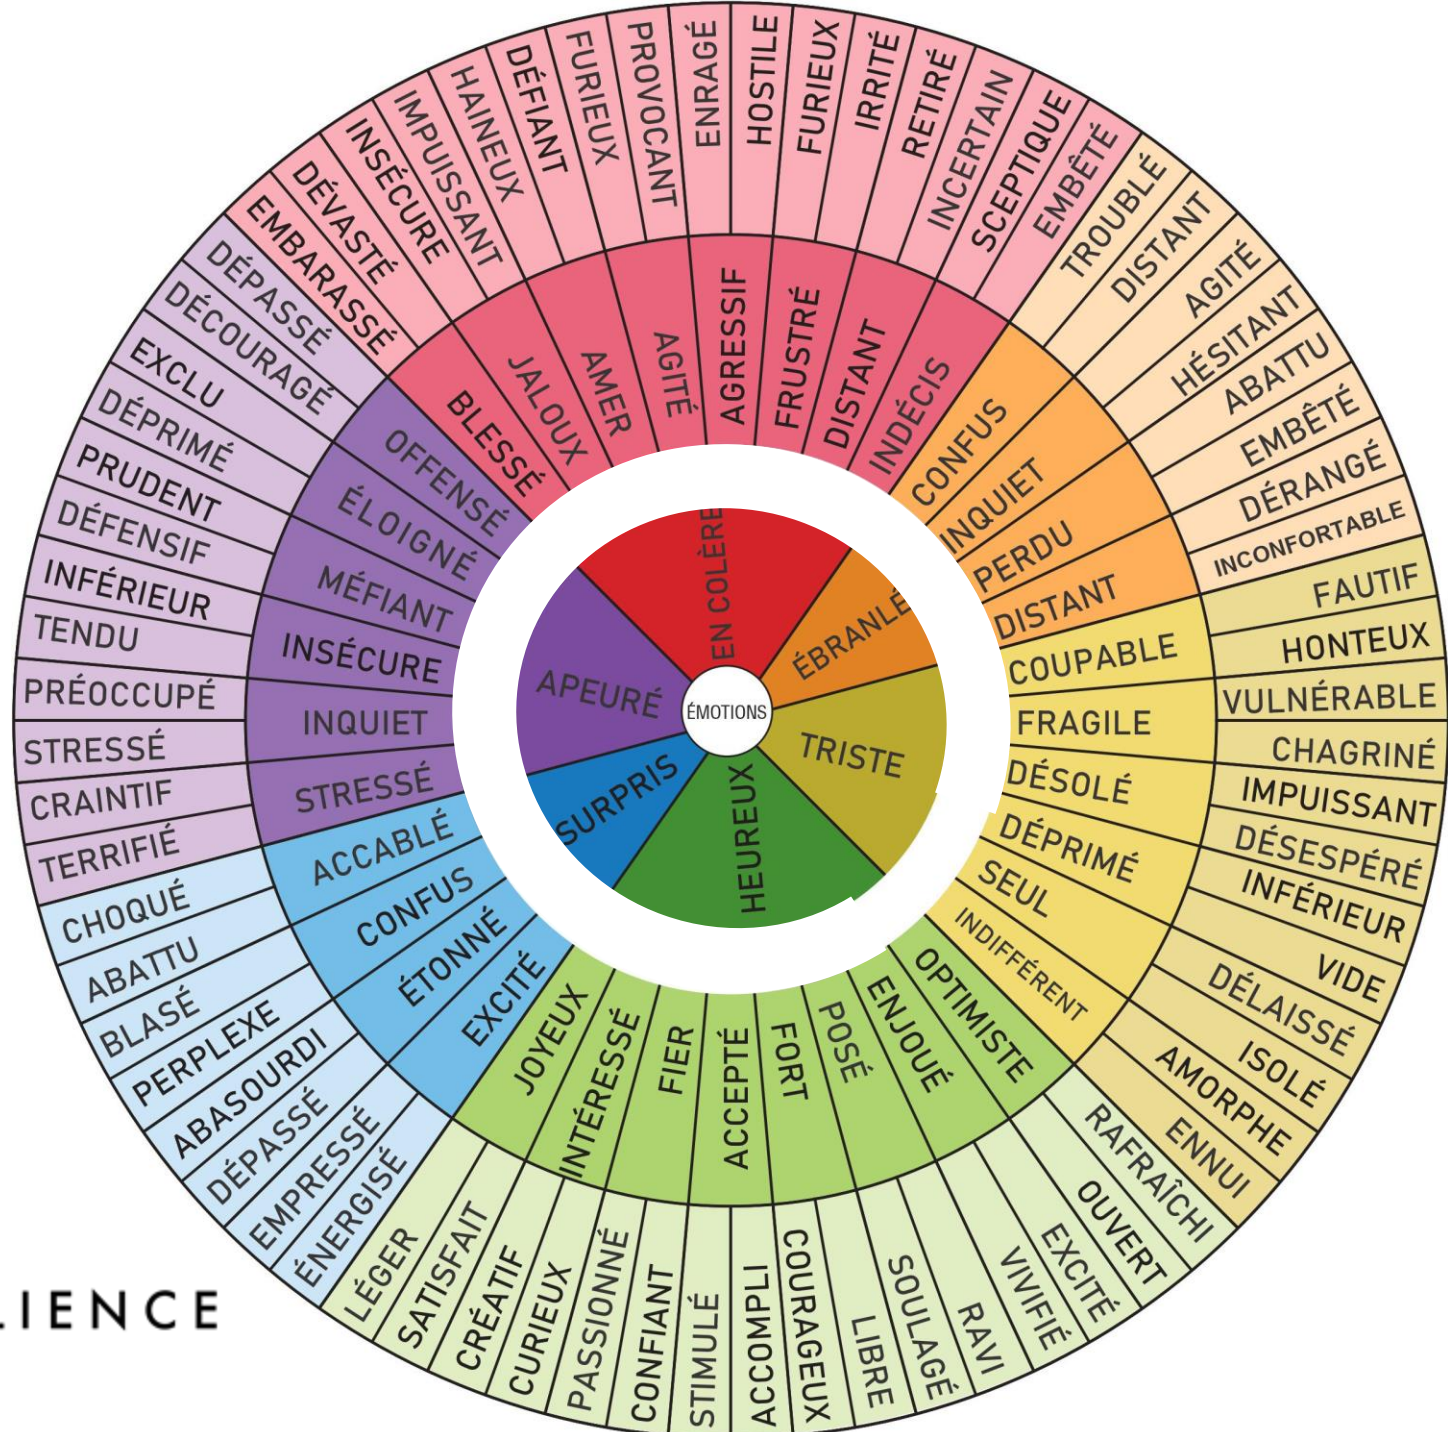 ÉMOTIONS
EN COLÈRE
ÉBRANLÉ
TRISTE
HEUREUX
SURPRIS
APEURÉ
BLESSÉ
JALOUX
AMER
AGITÉ
AGRESSIF
FRUSTRÉ
DISTANT
INDÉCIS
CONFUS
INQUIET
PERDU
DISTANT
COUPABLE
FRAGILE
DÉSOLÉ
DÉPRIMÉ
SEUL
INDIFFÉRENT
OPTIMISTE
ENJOUÉ
POSÉ
FORT
ACCEPTÉ
FIER
INTÉRESSÉ
JOYEUX
EXCITÉ
ÉTONNÉ
CONFUS
ACCABLÉ
STRESSÉ
INQUIET
INSÉCURE
MÉFIANT
ÉLOIGNÉ
OFFENSÉ
EMBARASSÉ
DÉVASTÉ
INSÉCURE
IMPUISSANT
HAINEUX
DÉFIANT
FURIEUX
PROVOCANT
ENRAGÉ
HOSTILE
FURIEUX
IRRITÉ
RETIRÉ
INCERTAIN
SCEPTIQUE
EMBÊTÉ
TROUBLÉ
DISTANT
AGITÉ
HÉSITANT
ABATTU
EMBÊTÉ
DÉRANGÉ
INCONFORTABLE
FAUTIF
HONTEUX
VULNÉRABLE
CHAGRINÉ
IMPUISSANT
DÉSESPÉRÉ
INFÉRIEUR
VIDE
DÉLAISSÉ
ISOLÉ
AMORPHE
ENNUI
RAFRAÎCHI
OUVERT
EXCITÉ
VIVIFIÉ
RAVI
SOULAGÉ
LIBRE
COURAGEUX
ACCOMPLI
STIMULÉ
CONFIANT
PASSIONNÉ
CURIEUX
CRÉATIF
SATISFAIT
LÉGER
ÉNERGISÉ
EMPRESSÉ
DÉPASSÉ
ABASOURDI
PERPLEXE
BLASÉ
ABATTU
CHOQUÉ
TERRIFIÉ
CRAINTIF
STRESSÉ
PRÉOCCUPÉ
TENDU
INFÉRIEUR
DÉFENSIF
PRUDENT
DÉPRIMÉ
EXCLU
DÉCOURAGÉ
DÉPASSÉ
LIENCE